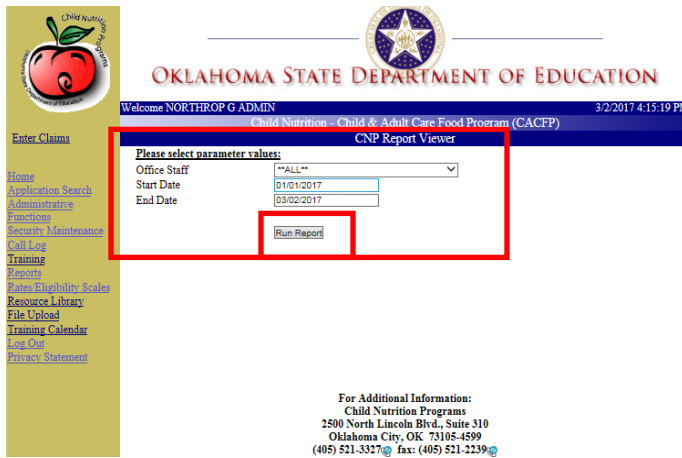 Child Nutrition Programs
Oklahoma State Department of Education
Welcome NORTHROP G ADMIN 3/2/2017 4:15:19 P
Child Nutrition - Child & Adult Care Food Program (CACFP)
CNP Report Viewer
Enter Claims
Home
Application Search
Administrative
Functions
Security Maintenance
Call Log
Training
Reports
Rates/Eligibility Scales
Resource Library
File Upload
Training Calendar
Log Out
Privacy Statement
Please select parameter values:
Office Staff **ALL**
Start Date 01/01/2017
End Date 03/02/2017
Run Report
For Additional Information:
Child Nutrition Programs
2500 North Lincoln Blvd., Suite 310
Oklahoma City, OK 73105-4599
(405) 521-3327 fax: (405) 521-2239